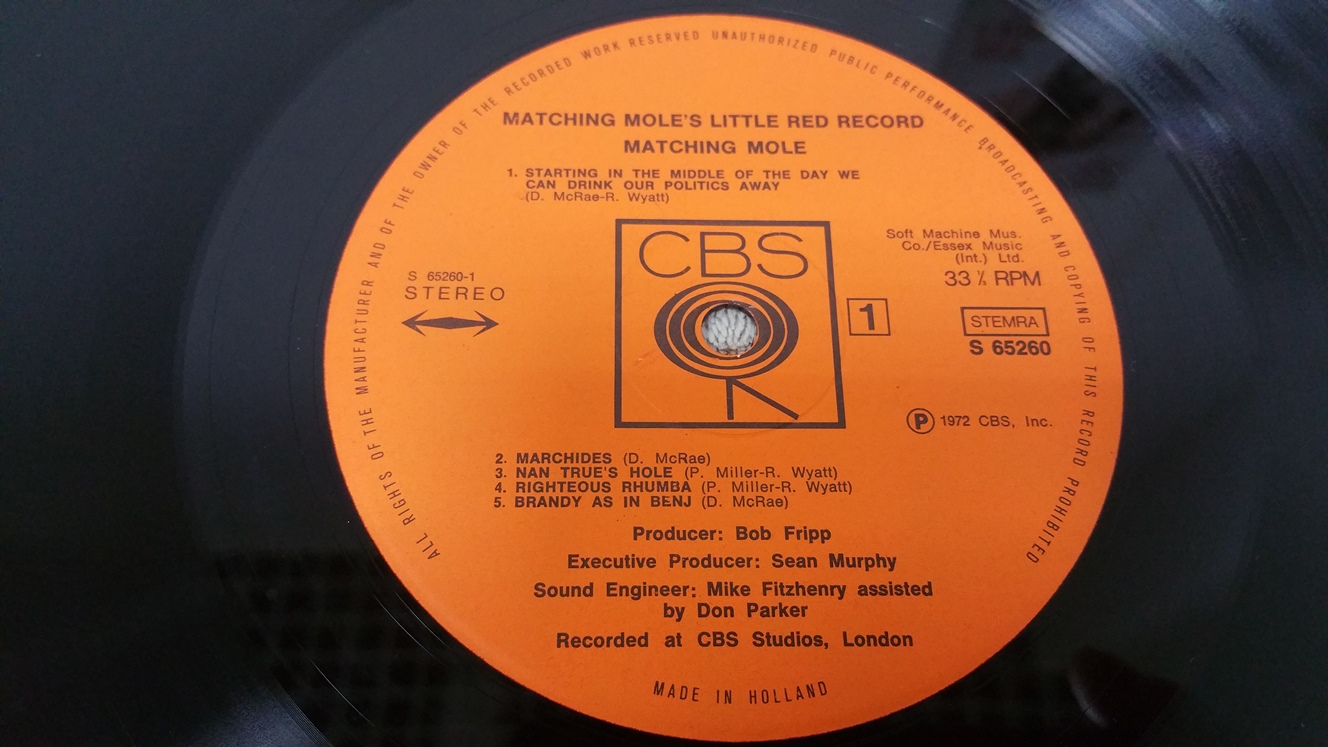 ALL RIGHTS OF THE MANUFACTURER AND OF THE OWNER OF THE RECORDED WORK RESERVED UNAUTHORIZED PUBLIC PERFORMANCE BROADCASTING AND COPYING OF THIS RECORD PROHIBITED
MATCHING MOLE'S LITTLE RED RECORD
MATCHING MOLE
1. STARTING IN THE MIDDLE OF THE DAY WE
CAN DRINK OUR POLITICS AWAY
(D. McRae-R. Wyatt)
CBS
S 65260-1
STEREO
1
Soft Machine Mus.
Co./Essex Music
(Int.) Ltd.
33 ⅓ RPM
STEMRA
S 65260
Ⓟ 1972 CBS, Inc.
2. MARCHIDES (D. McRae)
3. NAN TRUE'S HOLE (P. Miller-R. Wyatt)
4. RIGHTEOUS RHUMBA (P. Miller-R. Wyatt)
5. BRANDY AS IN BENJ (D. McRae)
Producer: Bob Fripp
Executive Producer: Sean Murphy
Sound Engineer: Mike Fitzhenry assisted
by Don Parker
Recorded at CBS Studios, London
MADE IN HOLLAND